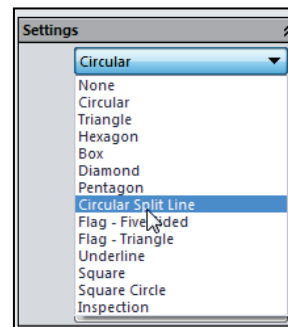 Settings
Circular
None
Circular
Triangle
Hexagon
Box
Diamond
Pentagon
Circular Split Line
Flag - Five
Flag - Triangle
Underline
Square
Square Circle
Inspection